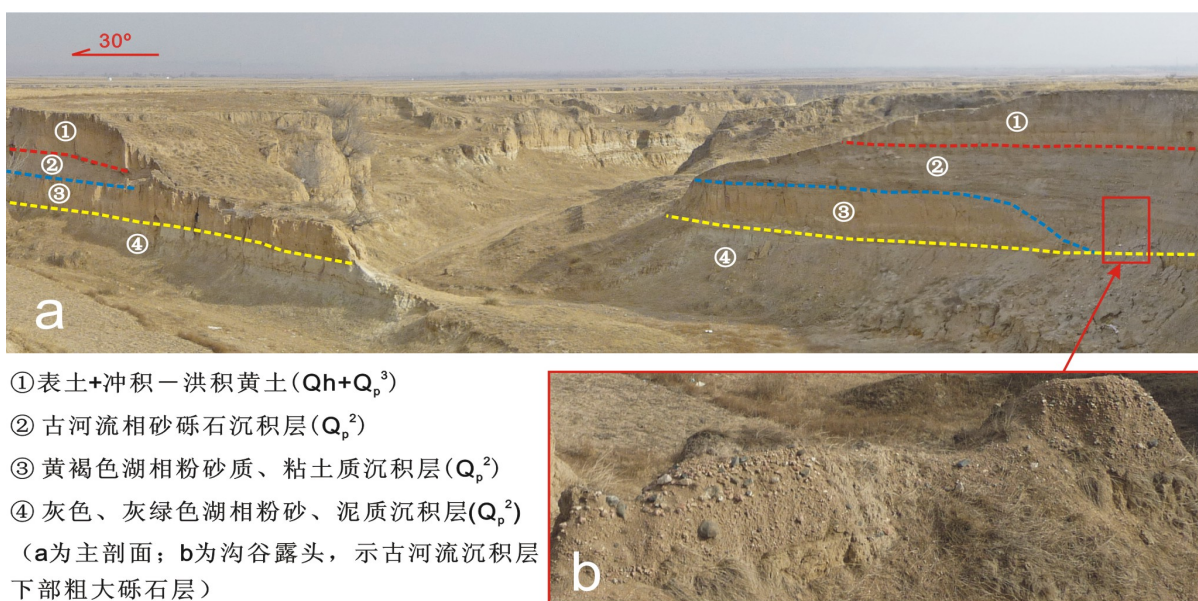 30°
①
②
③
④
①
②
③
④
a
①表土+冲积－洪积黄土(Qh+Qp³)
②古河流相砂砾石沉积层(Qp²)
③黄褐色湖相粉砂质、粘土质沉积层(Qp²)
④灰色、灰绿色湖相粉砂、泥质沉积层(Qp²)
（a为主剖面；b为沟谷露头，示古河流沉积层
下部粗大砾石层）
b